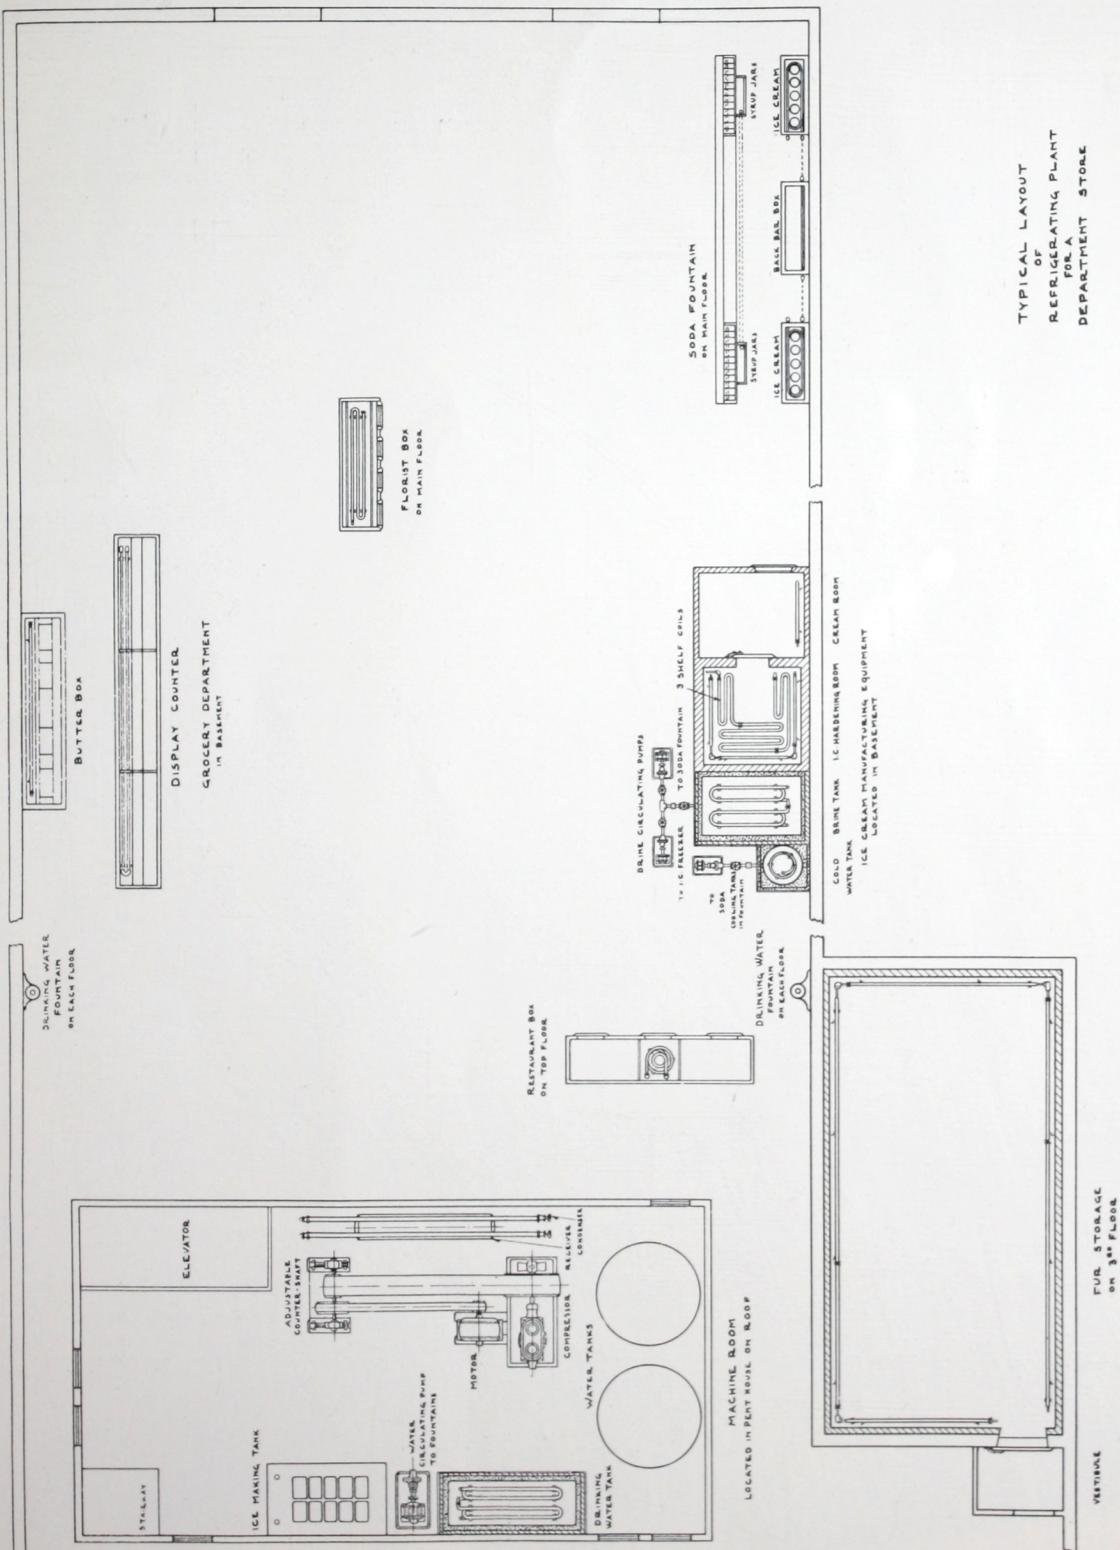 TYPICAL LAYOUT
OF
REFRIGERATING PLANT
FOR A
DEPARTMENT STORE
BUTTER BOX
DISPLAY COUNTER
GROCERY DEPARTMENT
IN BASEMENT
FLORIST BOX
ON MAIN FLOOR
SODA FOUNTAIN
ON MAIN FLOOR
SYRUP JARS
SYRUP JARS
ICE CREAM
BACK BAR BOX
ICE CREAM
DRINKING WATER
FOUNTAIN
ON EACH FLOOR
BRINE CIRCULATING PUMPS
TO I.C. FREEZER
TO SODA FOUNTAIN
3 SHELF COILS
TO
SODA
COOLING TANKS
IN FOUNTAIN
COLD
WATER TANK
BRINE TANK
I.C. HARDENING ROOM
CREAM ROOM
ICE CREAM MANUFACTURING EQUIPMENT
LOCATED IN BASEMENT
DRINKING WATER
FOUNTAIN
ON EACH FLOOR
RESTAURANT BOX
ON TOP FLOOR
ELEVATOR
STAIRWAY
ADJUSTABLE
COUNTER-SHAFT
RECEIVER
CONDENSER
MOTOR
COMPRESSOR
ICE MAKING TANK
WATER
CIRCULATING PUMP
TO FOUNTAINS
WATER TANKS
DRINKING
WATER TANK
MACHINE ROOM
LOCATED IN PENT HOUSE ON ROOF
FUR STORAGE
ON 3RD FLOOR
VESTIBULE